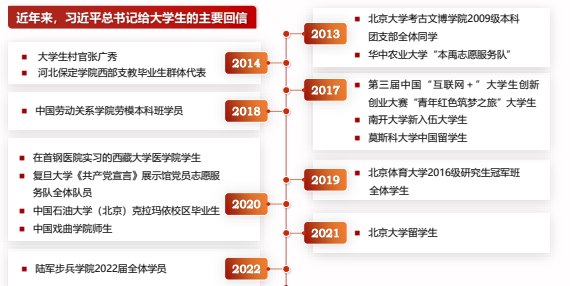 近年来，习近平总书记给大学生的主要回信
2013
北京大学考古文博学院2009级本科
团支部全体同学
华中农业大学“本禹志愿服务队”
2014
大学生村官张广秀
河北保定学院西部支教毕业生群体代表
2017
第三届中国“互联网＋”大学生创新
创业大赛“青年红色筑梦之旅”大学生
南开大学新入伍大学生
莫斯科大学中国留学生
2018
中国劳动关系学院劳模本科班学员
2019
北京体育大学2016级研究生冠军班
全体学生
2020
在首钢医院实习的西藏大学医学院学生
复旦大学《共产党宣言》展示馆党员志愿服
务队全体队员
中国石油大学（北京）克拉玛依校区毕业生
中国戏曲学院师生
2021
北京大学留学生
2022
陆军步兵学院2022届全体学员